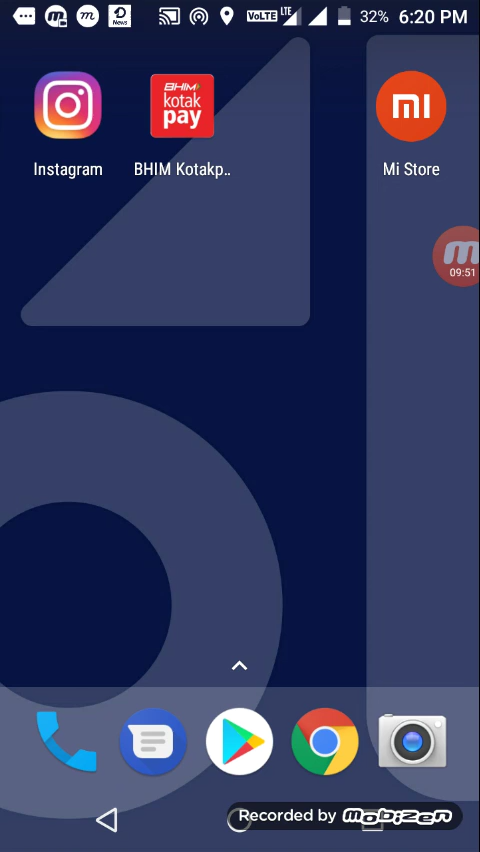 News
VoLTE LTE 32% 6:20 PM
BHIM
kotak
pay
mi
Instagram
BHIM Kotakp..
Mi Store
m
09:51
Recorded by mobizen